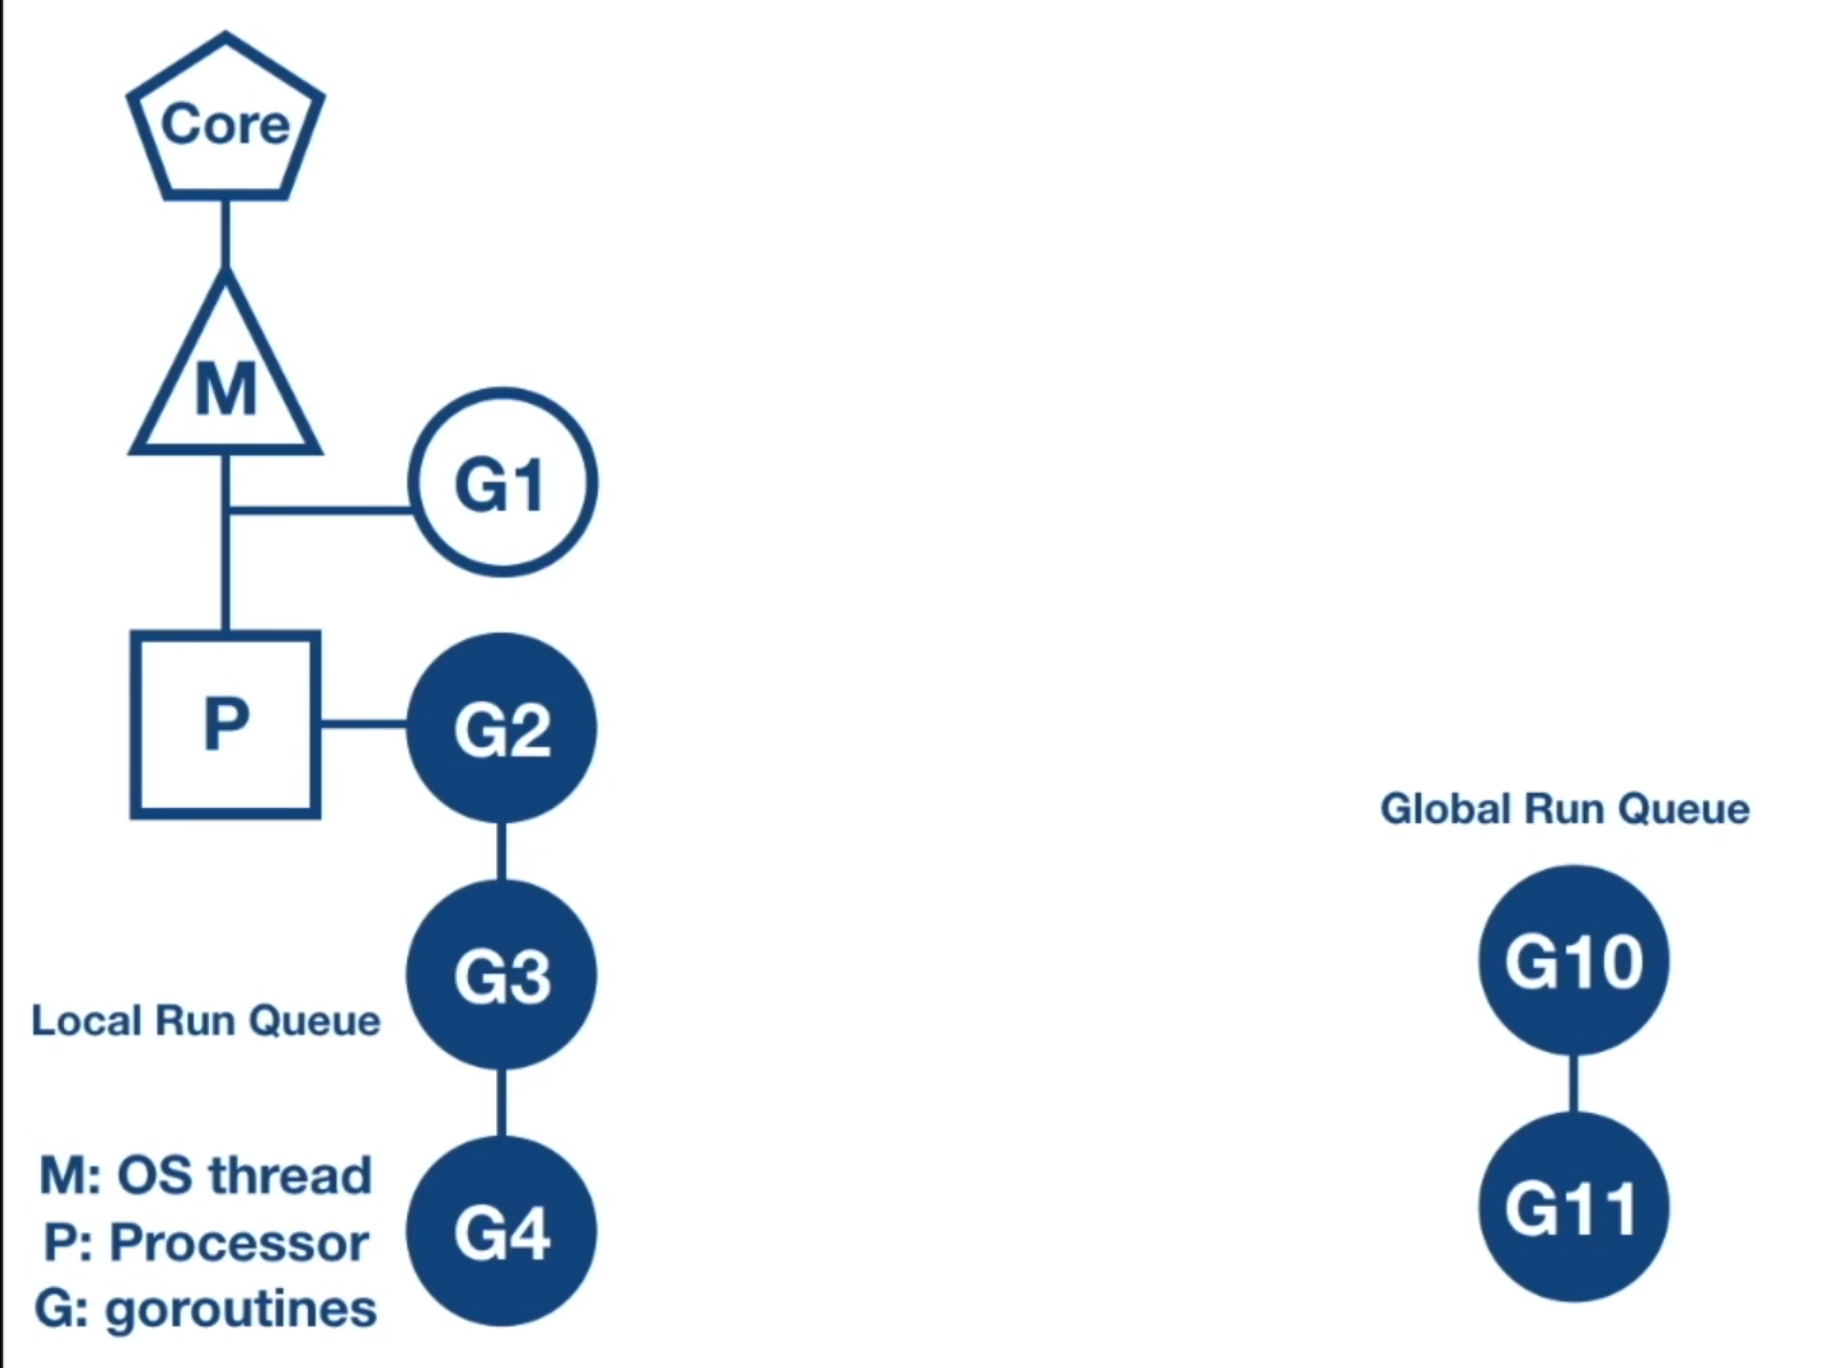 Core
M
G1
P
G2
G3
Local Run Queue
G4
M: OS thread
P: Processor
G: goroutines
Global Run Queue
G10
G11